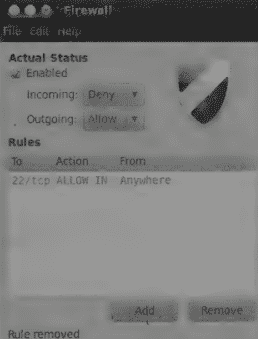 Firewall
File Edit Help
Actual Status
Enabled
Incoming: Deny
Outgoing: Allow
Rules
To Action From
22/tcp ALLOW IN Anywhere
Add Remove
Rule removed